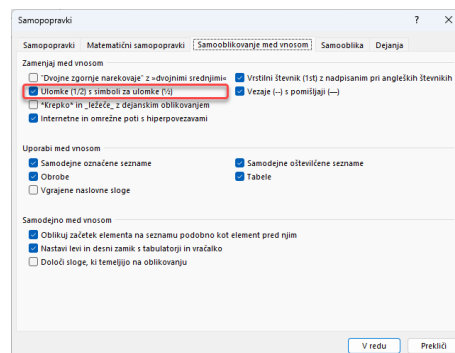 Samopopravki ? ×
Samopopravki Matematični samopopravki Samooblikovanje med vnosom Samooblika Dejanja
Zamenjaj med vnosom
"Dvojne zgornje narekovaje" z »dvojnimi srednjimi« Vrstilni števnik (1st) z nadpisanim pri angleških števnikih
Ulomke (1/2) s simboli za ulomke (½) Vezaje (--) s pomišljaji (—)
*Krepko* in _ležeče_ z dejanskim oblikovanjem
Internetne in omrežne poti s hiperpovezavami
Uporabi med vnosom
Samodejno označene sezname Samodejno oštevilčene sezname
Obrobe Tabele
Vgrajene naslovne sloge
Samodejno med vnosom
Oblikuj začetek elementa na seznamu podobno kot element pred njim
Nastavi levi in desni zamik s tabulatorji in vračalko
Določi sloge, ki temeljijo na oblikovanju
V redu Prekliči